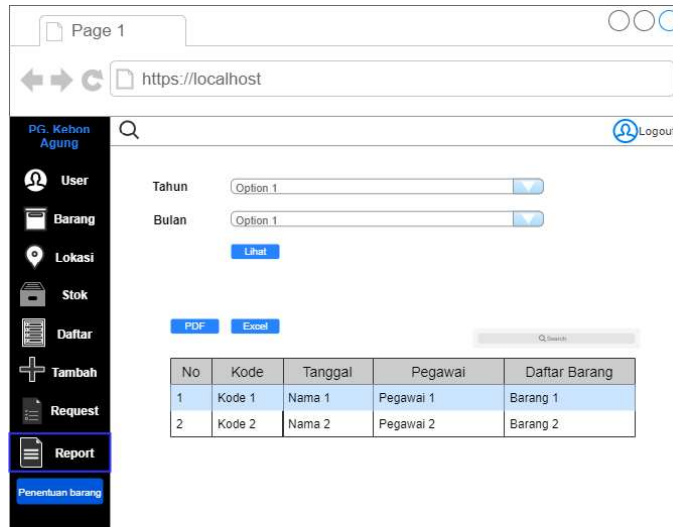 Page 1
https://localhost
PG. Kebon
Agung
Logout
User
Barang
Lokasi
Stok
Daftar
Tambah
Request
Report
Penentuan barang
Tahun Option 1
Bulan Option 1
Lihat
PDF Excel
Search
No Kode Tanggal Pegawai Daftar Barang
1 Kode 1 Nama 1 Pegawai 1 Barang 1
2 Kode 2 Nama 2 Pegawai 2 Barang 2